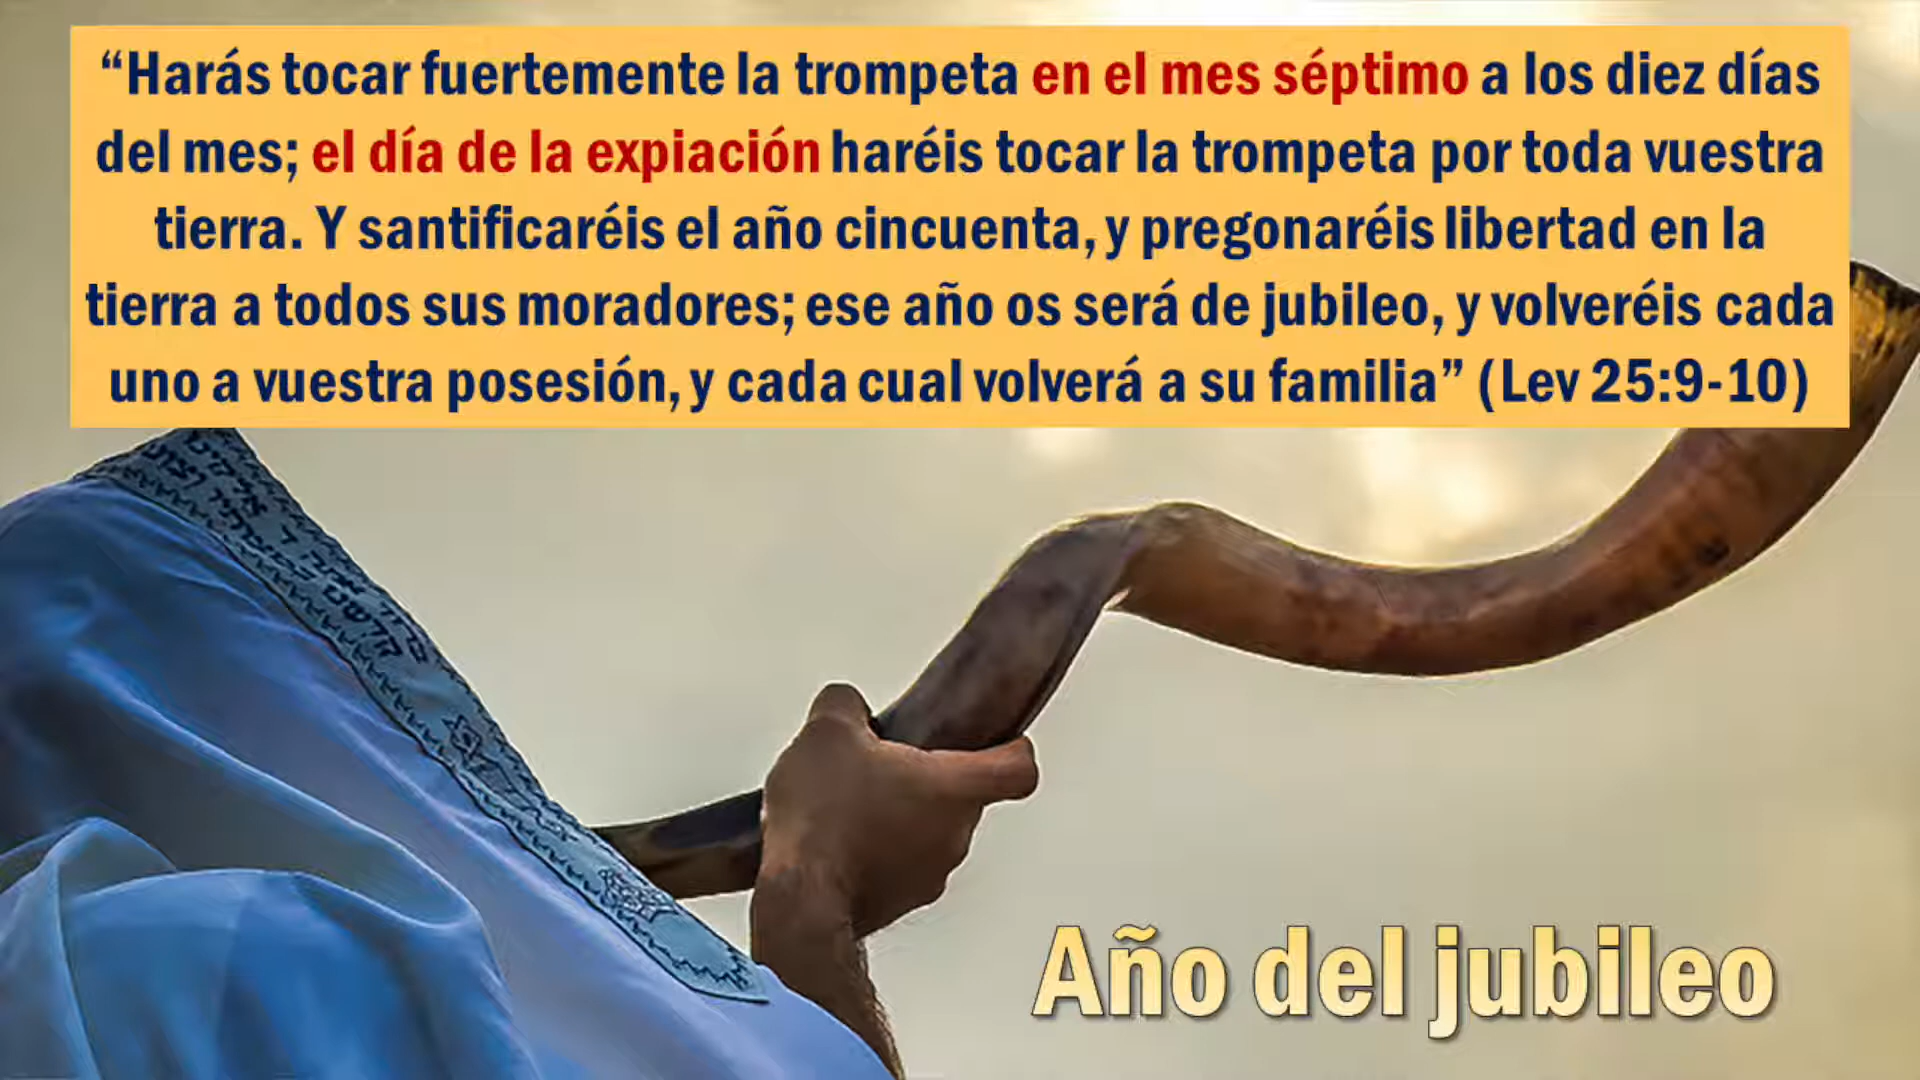 “Harás tocar fuertemente la trompeta en el mes séptimo a los diez días
del mes; el día de la expiación haréis tocar la trompeta por toda vuestra
tierra. Y santificaréis el año cincuenta, y pregonaréis libertad en la
tierra a todos sus moradores; ese año os será de jubileo, y volveréis cada
uno a vuestra posesión, y cada cual volverá a su familia” (Lev 25:9-10)
Año del jubileo